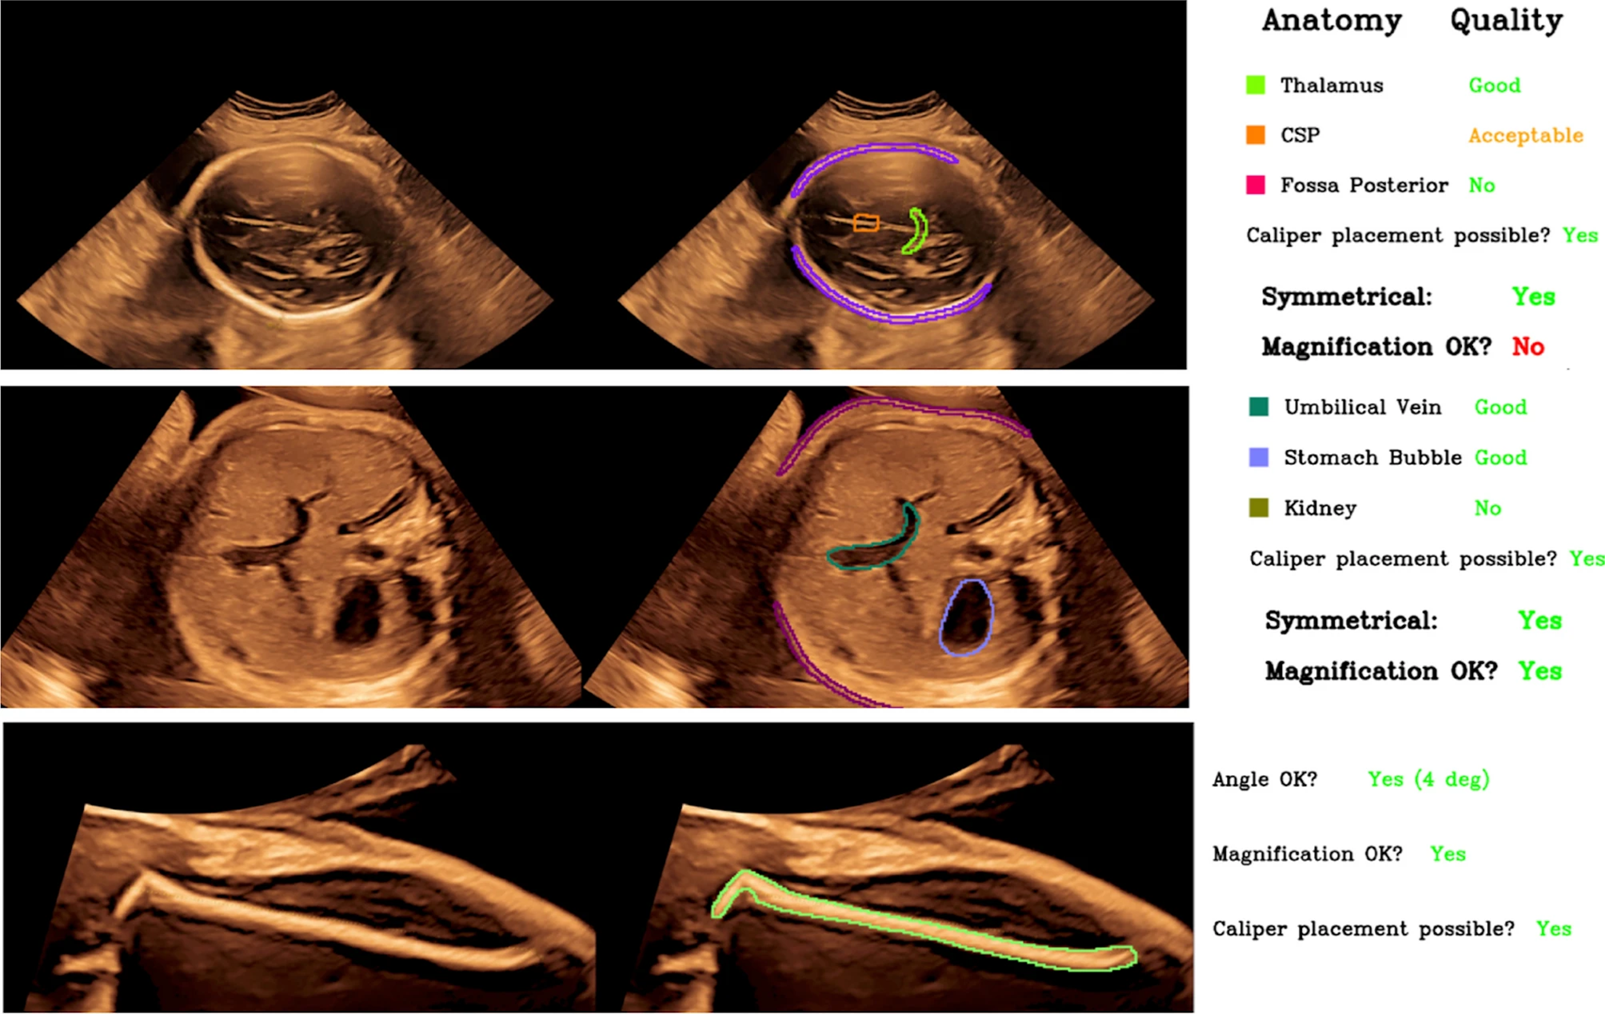 Anatomy Quality
Thalamus Good
CSP Acceptable
Fossa Posterior No
Caliper placement possible? Yes
Symmetrical: Yes
Magnification OK? No
Umbilical Vein Good
Stomach Bubble Good
Kidney No
Caliper placement possible? Yes
Symmetrical: Yes
Magnification OK? Yes
Angle OK? Yes (4 deg)
Magnification OK? Yes
Caliper placement possible? Yes